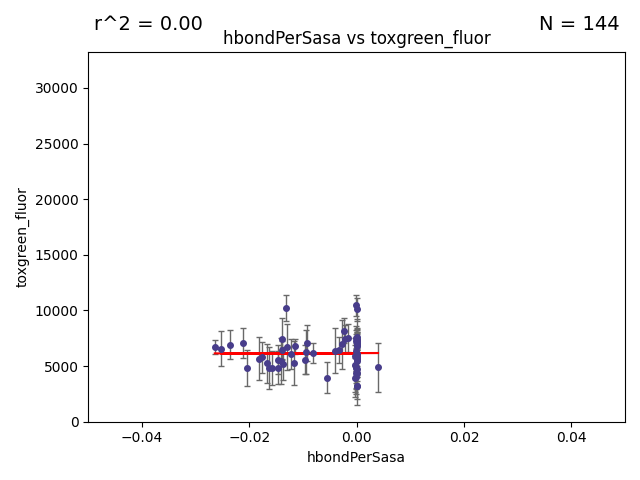 r^2 = 0.00
N = 144
hbondPerSasa vs toxgreen_fluor
toxgreen_fluor
30000
25000
20000
15000
10000
5000
0
−0.04
−0.02
0.00
0.02
0.04
hbondPerSasa